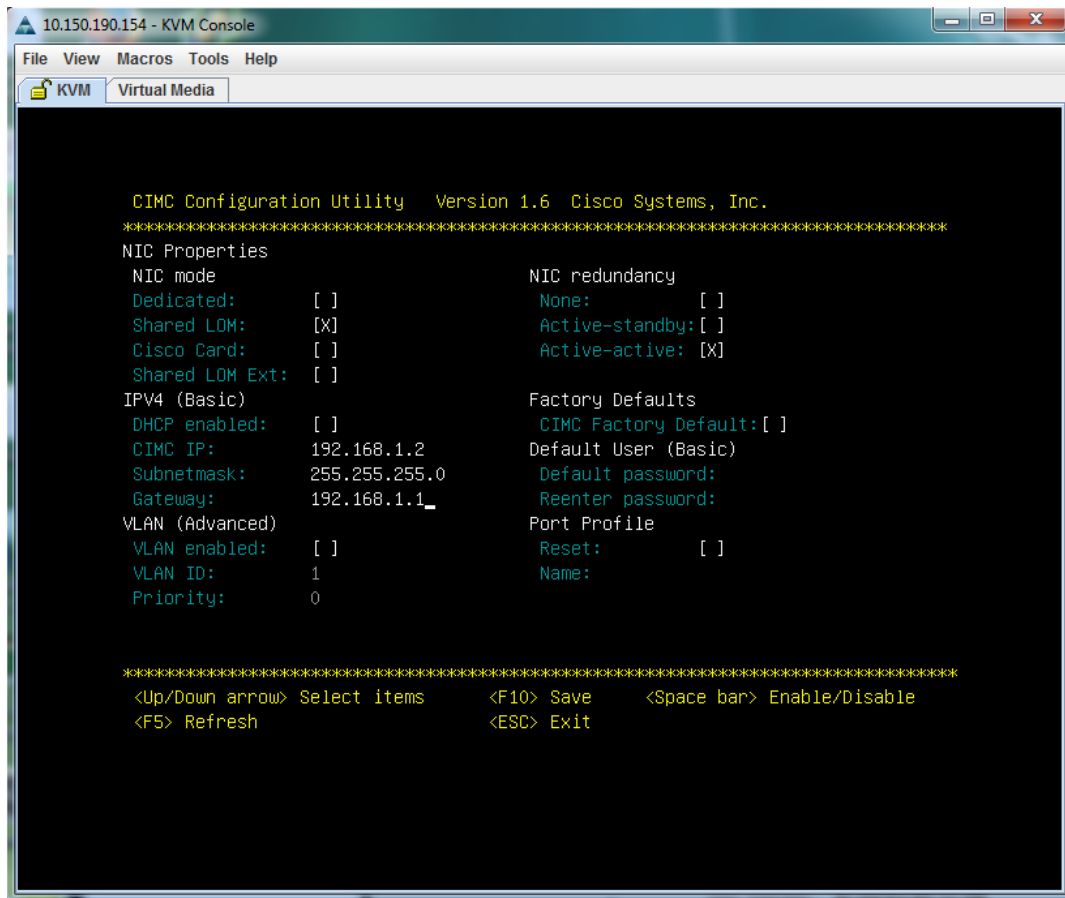 10.150.190.154 - KVM Console
File View Macros Tools Help
KVM Virtual Media
CIMC Configuration Utility Version 1.6 Cisco Systems, Inc.
*******************************************************************************
NIC Properties
NIC mode NIC redundancy
Dedicated: [ ] None: [ ]
Shared LOM: [X] Active-standby:[ ]
Cisco Card: [ ] Active-active: [X]
Shared LOM Ext: [ ]
IPV4 (Basic) Factory Defaults
DHCP enabled: [ ] CIMC Factory Default:[ ]
CIMC IP: 192.168.1.2 Default User (Basic)
Subnetmask: 255.255.255.0 Default password:
Gateway: 192.168.1.1_ Reenter password:
VLAN (Advanced) Port Profile
VLAN enabled: [ ] Reset: [ ]
VLAN ID: 1 Name:
Priority: 0
********************************************************************************
<Up/Down arrow> Select items <F10> Save <Space bar> Enable/Disable
<F5> Refresh <ESC> Exit